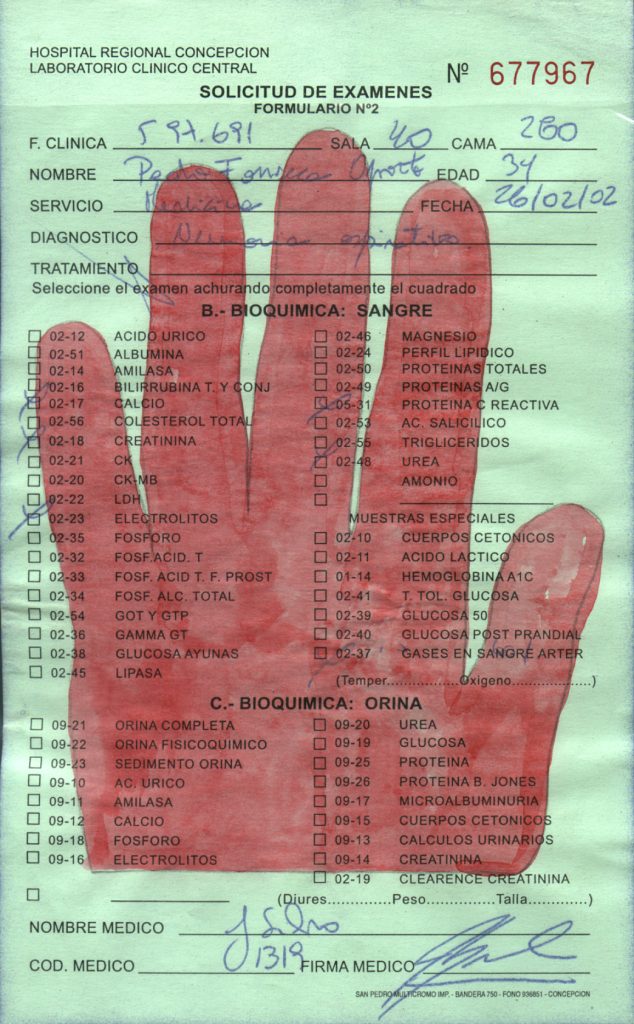 HOSPITAL REGIONAL CONCEPCION
LABORATORIO CLINICO CENTRAL
Nº 677967
SOLICITUD DE EXAMENES
FORMULARIO Nº2
F. CLINICA 597.691 SALA 40 CAMA 260
NOMBRE Pedro Fonseca EDAD 34
SERVICIO Medicina FECHA 26/02/02
DIAGNOSTICO Neumonia
TRATAMIENTO
Seleccione el examen achurando completamente el cuadrado
B.- BIOQUIMICA: SANGRE
02-12 ACIDO URICO 02-46 MAGNESIO
02-51 ALBUMINA 02-24 PERFIL LIPIDICO
02-14 AMILASA 02-50 PROTEINAS TOTALES
02-16 BILIRRUBINA T. Y CONJ 02-49 PROTEINAS A/G
02-17 CALCIO 05-31 PROTEINA C REACTIVA
02-56 COLESTEROL TOTAL 02-53 AC. SALICILICO
02-18 CREATININA 02-55 TRIGLICERIDOS
02-21 CK 02-48 UREA
02-20 CK-MB AMONIO
02-22 LDH
02-23 ELECTROLITOS MUESTRAS ESPECIALES
02-35 FOSFORO 02-10 CUERPOS CETONICOS
02-32 FOSF.ACID. T 02-11 ACIDO LACTICO
02-33 FOSF. ACID T. F. PROST 01-14 HEMOGLOBINA A1C
02-34 FOSF. ALC. TOTAL 02-41 T. TOL. GLUCOSA
02-54 GOT Y GTP 02-39 GLUCOSA 50
02-36 GAMMA GT 02-40 GLUCOSA POST PRANDIAL
02-38 GLUCOSA AYUNAS 02-37 GASES EN SANGRE ARTER
02-45 LIPASA (Temper................Oxigeno.....................)
C.- BIOQUIMICA: ORINA
09-21 ORINA COMPLETA 09-20 UREA
09-22 ORINA FISICOQUIMICO 09-19 GLUCOSA
09-23 SEDIMENTO ORINA 09-25 PROTEINA
09-10 AC. URICO 09-26 PROTEINA B. JONES
09-11 AMILASA 09-17 MICROALBUMINURIA
09-12 CALCIO 09-15 CUERPOS CETONICOS
09-18 FOSFORO 09-13 CALCULOS URINARIOS
09-16 ELECTROLITOS 09-14 CREATININA
02-19 CLEARENCE CREATININA
(Diures..............Peso...............Talla.............)
NOMBRE MEDICO J Silva
COD. MEDICO 1319 FIRMA MEDICO
SAN PEDRO MULTICROMO IMP. - BANDERA 750 - FONO 936851 - CONCEPCION